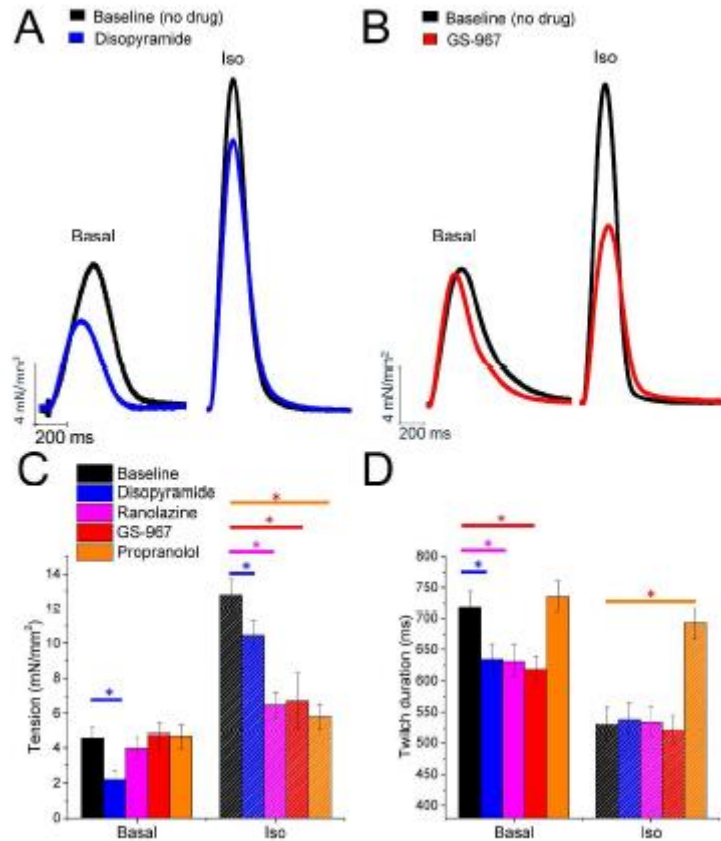 A
Baseline (no drug)
Disopyramide
Iso
Basal
4 mN/mm²
200 ms
B
Baseline (no drug)
GS-967
Iso
Basal
4 mN/mm²
200 ms
C
Baseline
Disopyramide
Ranolazine
GS-967
Propranolol
*
*
*
*
*
Tension (mN/mm²)
14
12
10
8
6
4
2
0
Basal
Iso
D
*
*
*
*
Twitch duration (ms)
800
750
700
650
600
550
500
450
400
Basal
Iso